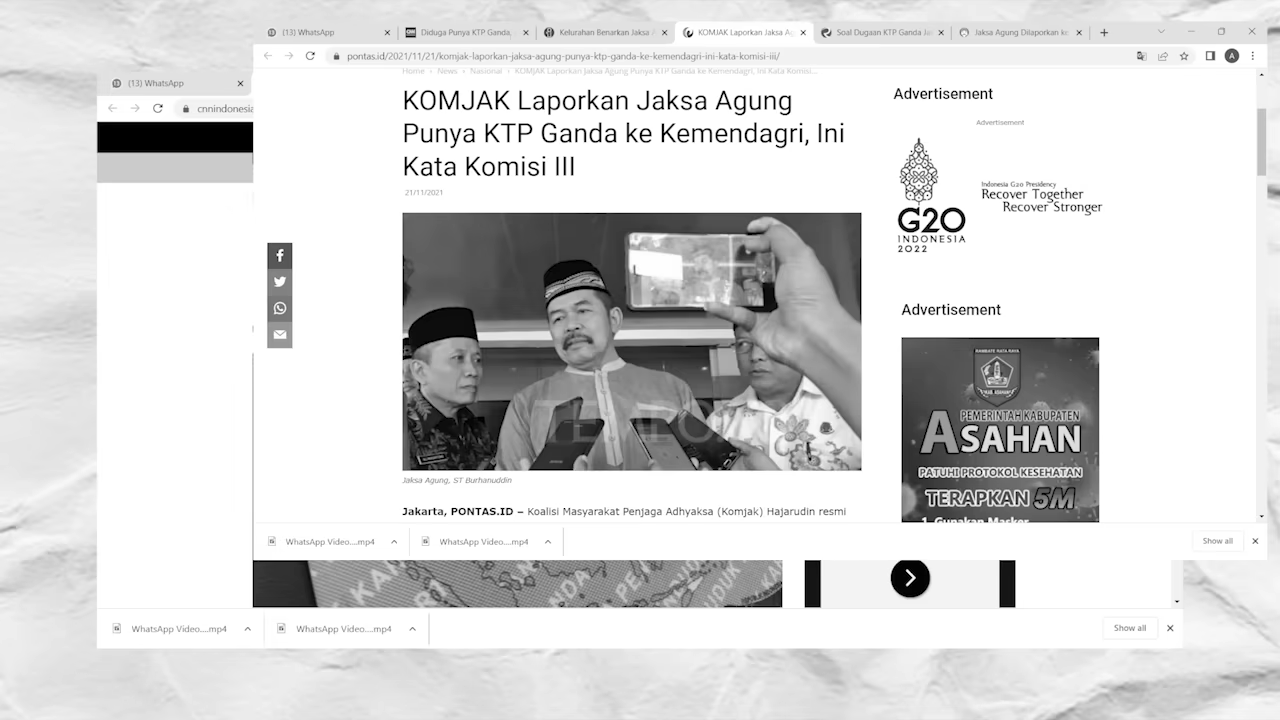 (13) WhatsApp
Diduga Punya KTP Ganda,
Kelurahan Benarkan Jaksa A
KOMJAK Laporkan Jaksa Ag
Soal Dugaan KTP Ganda Ja
Jaksa Agung Dilaporkan ke
pontas.id/2021/11/21/komjak-laporkan-jaksa-agung-punya-ktp-ganda-ke-kemendagri-ini-kata-komisi-iii/
A
(13) WhatsApp
cnnindonesia
Home › News › Nasional › KOMJAK Laporkan Jaksa Agung Punya KTP Ganda ke Kemendagri, Ini Kata Komisi...
KOMJAK Laporkan Jaksa Agung
Punya KTP Ganda ke Kemendagri, Ini
Kata Komisi III
21/11/2021
TEMPO
Jaksa Agung, ST Burhanuddin
Jakarta, PONTAS.ID – Koalisi Masyarakat Penjaga Adhyaksa (Komjak) Hajarudin resmi
Advertisement
Advertisement
G20
INDONESIA
2022
Indonesia G20 Presidency
Recover Together
Recover Stronger
Advertisement
PEMERINTAH KABUPATEN
ASAHAN
PATUHI PROTOKOL KESEHATAN
TERAPKAN 5M
1. Gunakan Masker
WhatsApp Video....mp4
WhatsApp Video....mp4
Show all
WhatsApp Video....mp4
WhatsApp Video....mp4
Show all